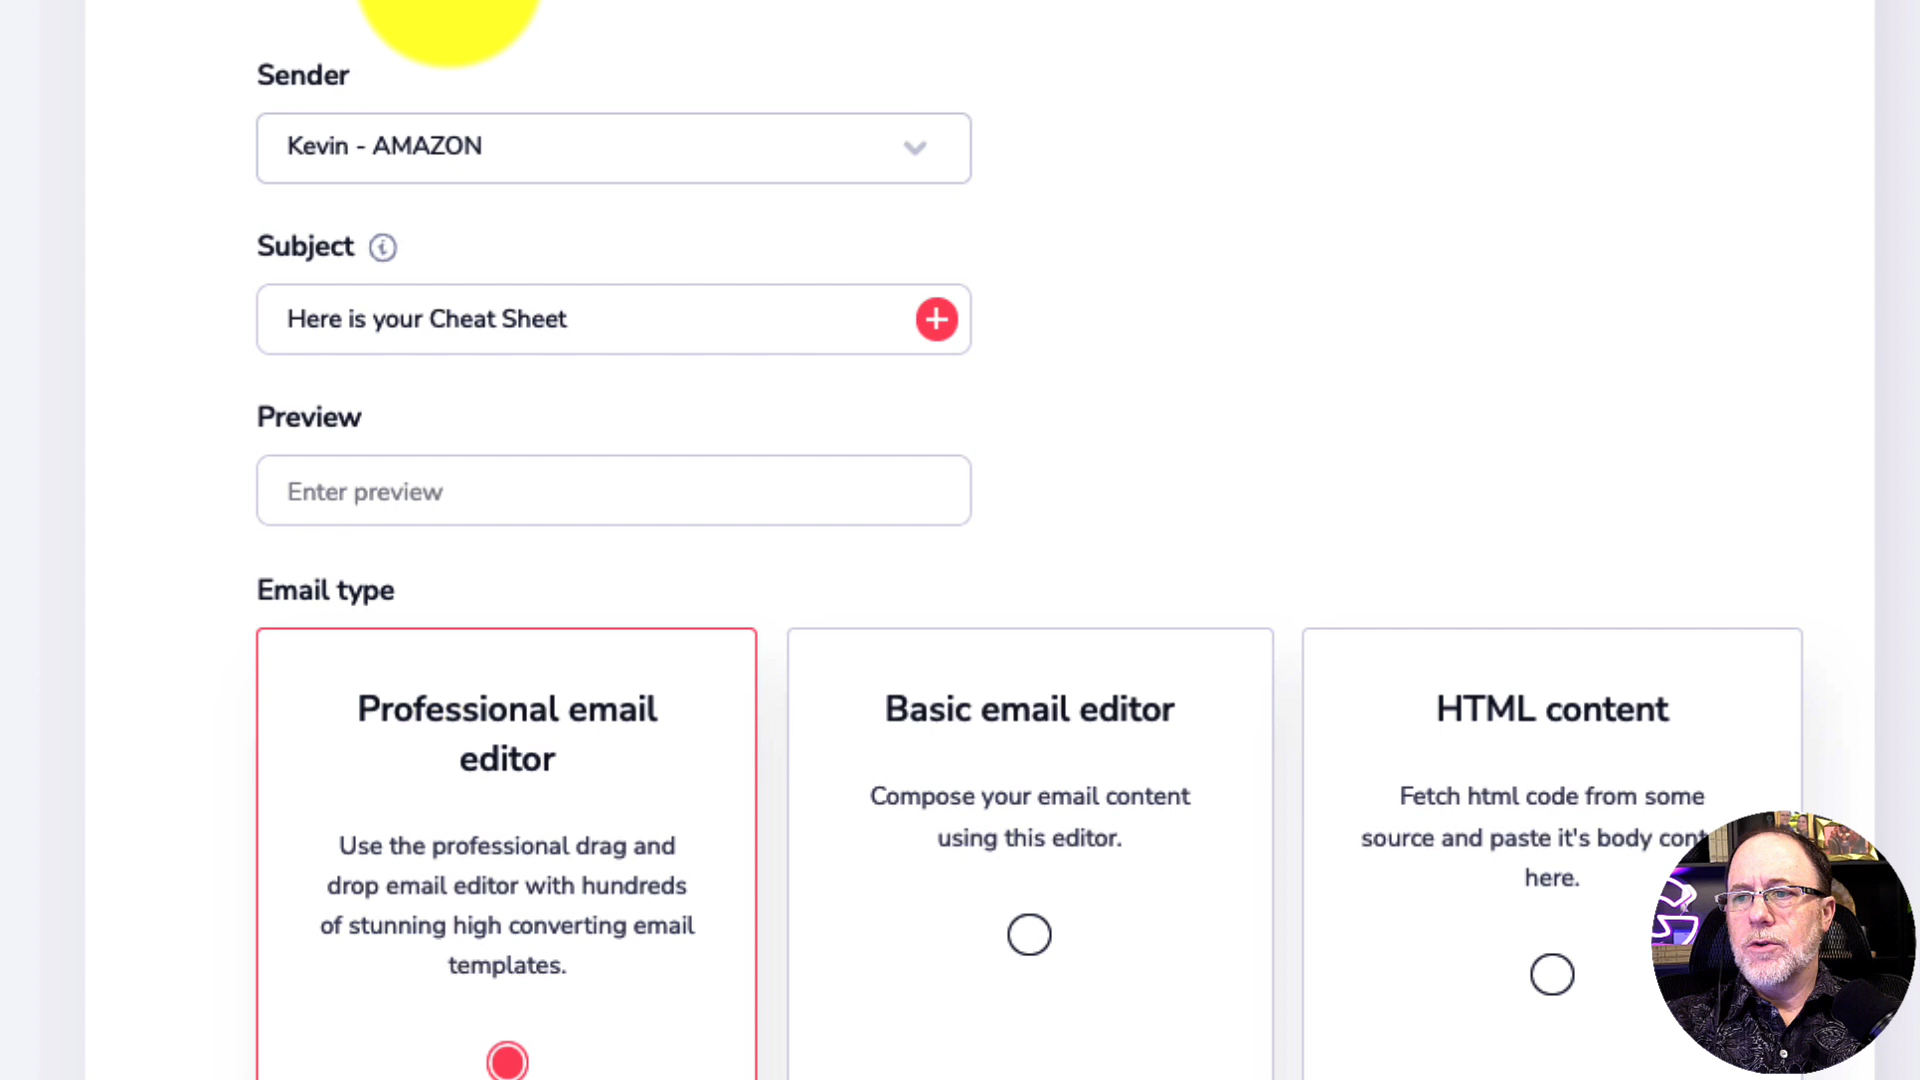 Sender
Kevin - AMAZON
Subject
Here is your Cheat Sheet
Preview
Enter preview
Email type
Professional email
editor
Use the professional drag and
drop email editor with hundreds
of stunning high converting email
templates.
Basic email editor
Compose your email content
using this editor.
HTML content
Fetch html code from some
source and paste it's body
here.